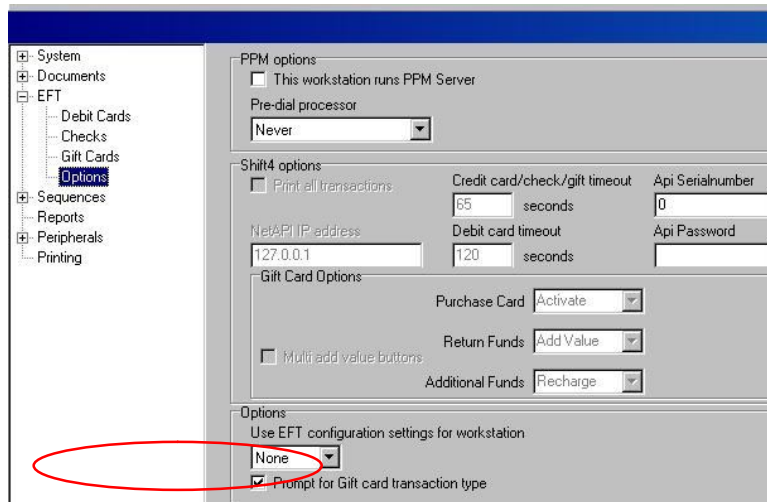 System
Documents
EFT
Debit Cards
Checks
Gift Cards
Options
Sequences
Reports
Peripherals
Printing
PPM options
This workstation runs PPM Server
Pre-dial processor
Never
Shift4 options
Print all transactions
Credit card/check/gift timeout
Api Serialnumber
65 seconds
0
NetAPI IP address
Debit card timeout
Api Password
127.0.0.1
120 seconds
Gift Card Options
Purchase Card Activate
Return Funds Add Value
Multi add value buttons
Additional Funds Recharge
Options
Use EFT configuration settings for workstation
None
Prompt for Gift card transaction type